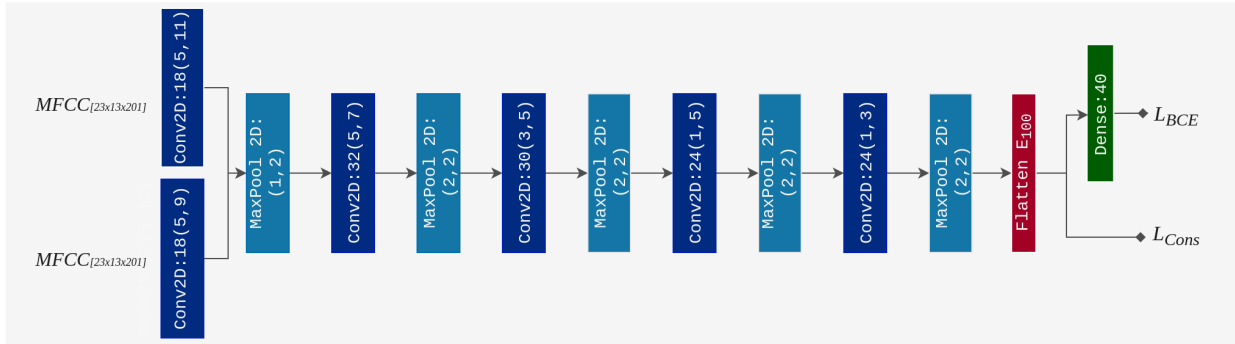 MFCC[23x13x201]
Conv2D:18(5,11)
MFCC[23x13x201]
Conv2D:18(5,9)
MaxPool 2D:
(1,2)
Conv2D:32(5,7)
MaxPool 2D:
(2,2)
Conv2D:30(3,5)
MaxPool 2D:
(2,2)
Conv2D:24(1,5)
MaxPool 2D:
(2,2)
Conv2D:24(1,3)
MaxPool 2D:
(2,2)
Flatten E100
Dense:40
LBCE
LCons